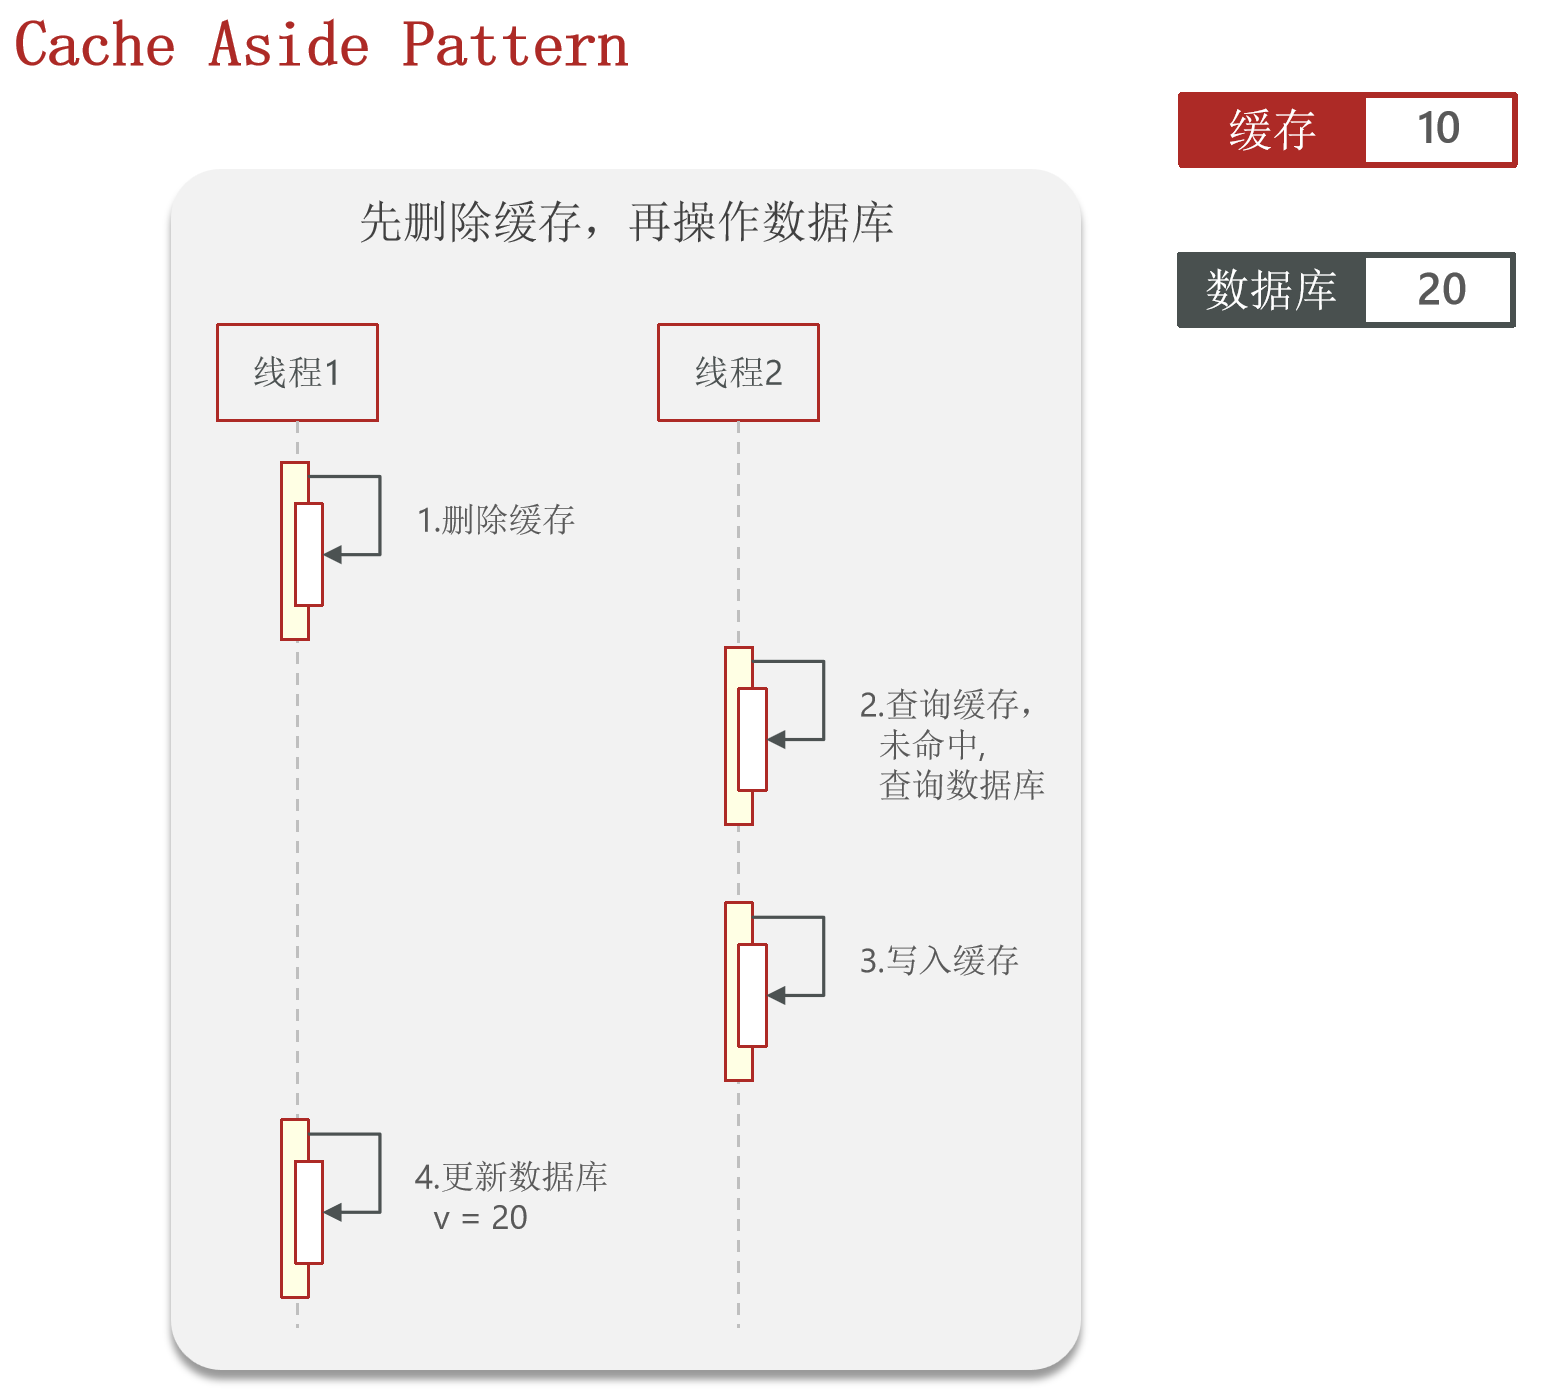 Cache Aside Pattern
缓存 10
数据库 20
先删除缓存，再操作数据库
线程1
线程2
1.删除缓存
2.查询缓存，
未命中，
查询数据库
3.写入缓存
4.更新数据库
v = 20